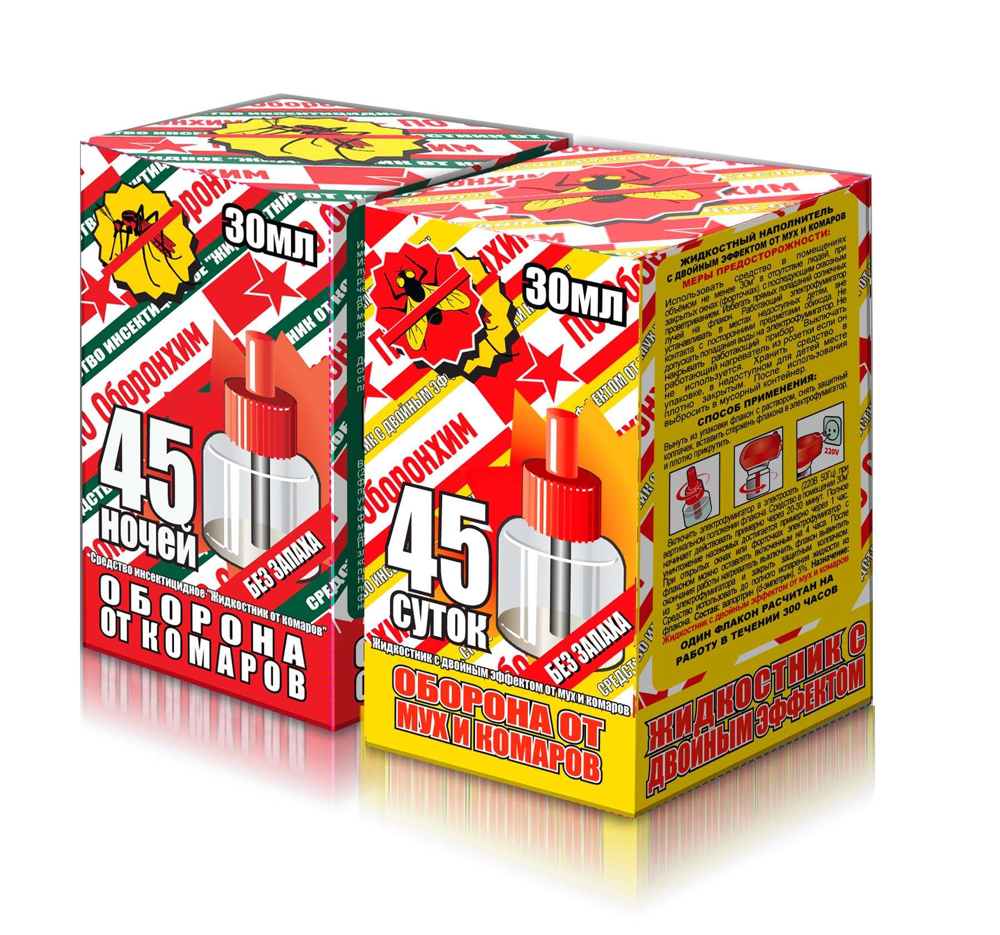 30мл
ПО Оборонхим
45
ночей
БЕЗ ЗАПАХА
Средство инсектицидное "Жидкостник от комаров"
ОБОРОНА
ОТ КОМАРОВ
30мл
Оборонхим
45
суток
БЕЗ ЗАПАХА
Жидкостник с двойным эффектом от мух и комаров
ОБОРОНА ОТ
МУХ И КОМАРОВ
ЖИДКОСТНЫЙ НАПОЛНИТЕЛЬ
С ДВОЙНЫМ ЭФФЕКТОМ ОТ МУХ И КОМАРОВ
МЕРЫ ПРЕДОСТОРОЖНОСТИ:
Использовать средство в помещениях
объёмом не менее 30м² в отсутствие людей, при
закрытых окнах (форточках). с последующим сквозным
проветриванием. Избегать прямых попаданий солнечных
лучей на флакон. Работающий электрофумигатор
устанавливать в местах недоступных детям, вне
контакта с посторонними предметами обихода. Не
допускать попадания воды на электрофумигатор. Не
накрывать работающий прибор. Выключать
работающий нагреватель из розетки если он
не используется. Хранить средство в
упаковке, в недоступном для детей месте
плотно закрытым. После использования
выбросить в мусорный контейнер.
СПОСОБ ПРИМЕНЕНИЯ:
Вынуть из упаковки флакон с раствором, снять защитный
колпачек, вставить стержень флакона в электрофумигатор,
и плотно прикрутить.
220V
Включить электрофумигатор в электросеть (220В 50Гц) при
вертикальном положении флакона. Средство в помещении 30м²
начинает действовать примерно через 20-30 минут. Полное
уничтожение насекомых достигается примерно через 1 час.
При открытых окнах или форточках электрофумигатор с
флаконом можно оставлять включенным на 4 часа. После
окончания работы нагреватель выключить, флакон вывинтить
из электрофумигатора и закрыть защитным колпачком.
Средство использовать до полного испарения жидкости из
флакона. Состав: вапортрин (d-эмпетрин), 5%. Назначение:
Жидкостник с двойным эффектом от мух и комаров
ОДИН ФЛАКОН РАСЧИТАН НА
РАБОТУ В ТЕЧЕНИИ 300 ЧАСОВ
ЖИДКОСТНИК С
ДВОЙНЫМ ЭФФЕКТОМ